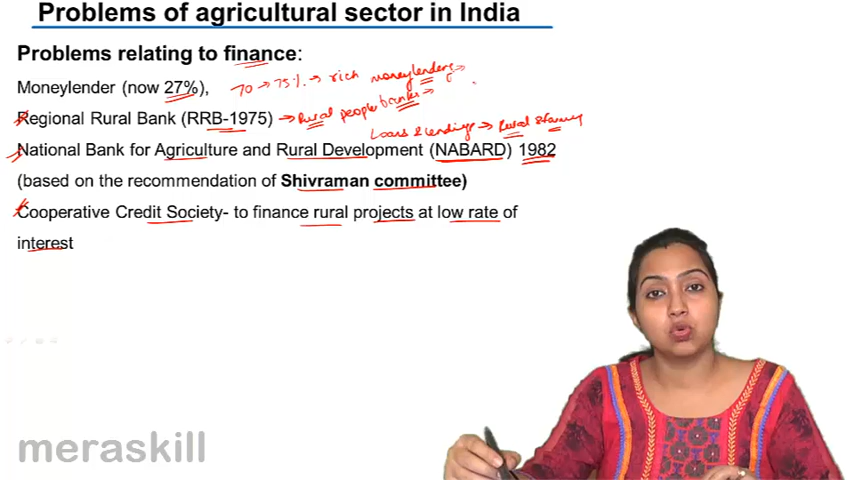 Problems of agricultural sector in India
Problems relating to finance:
Moneylender (now 27%), 70 → 75% → rich moneylenders →
Regional Rural Bank (RRB-1975) → Rural people banks →
Loans & lendings → Rural & farming
National Bank for Agriculture and Rural Development (NABARD) 1982
(based on the recommendation of Shivraman committee)
Cooperative Credit Society- to finance rural projects at low rate of
interest
meraskill